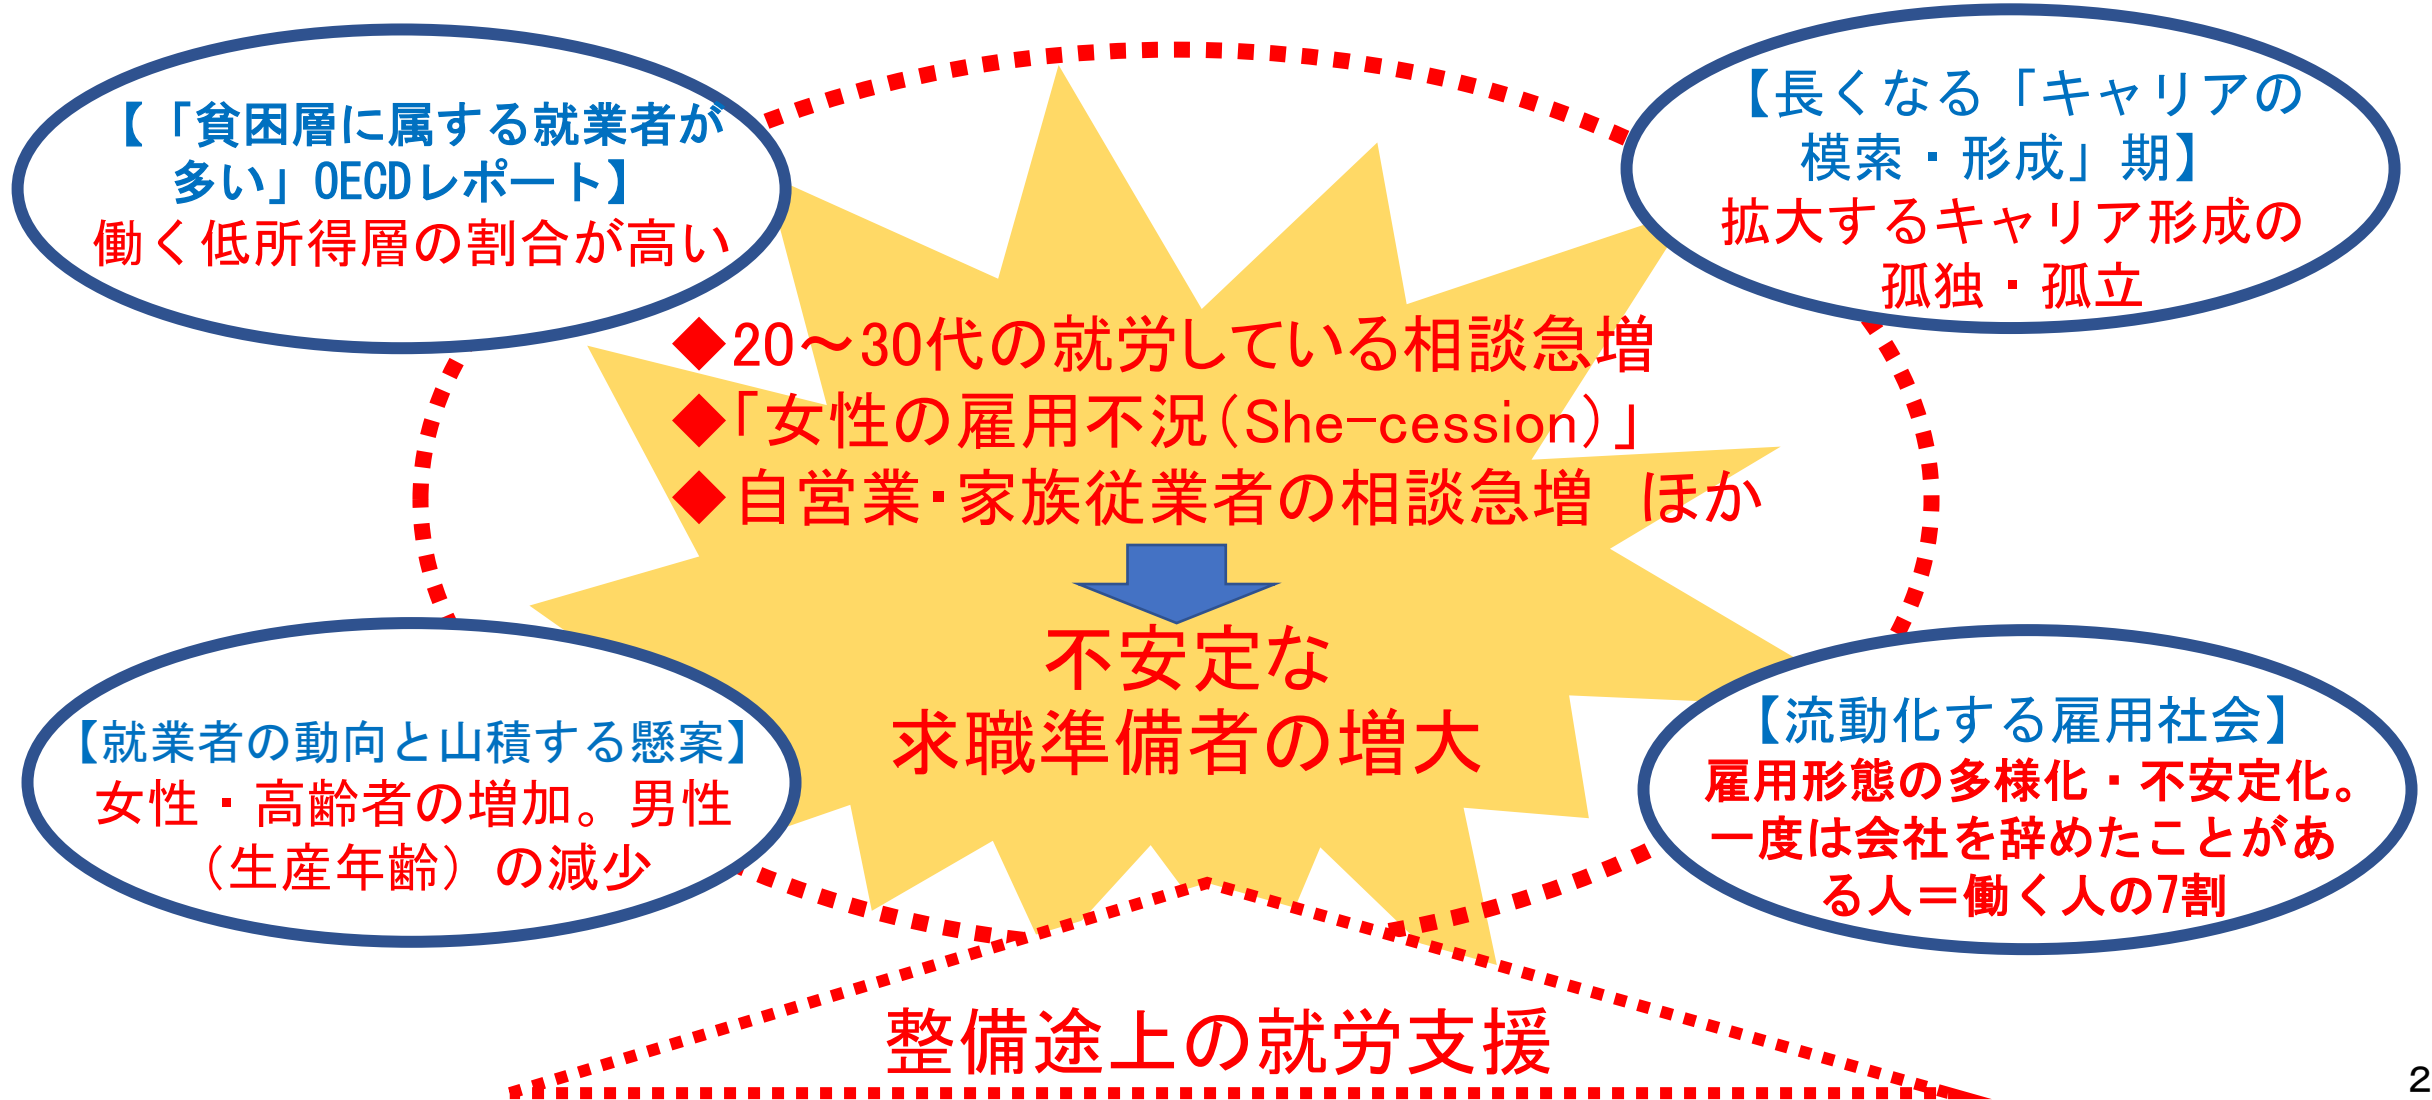 【「貧困層に属する就業者が
多い」OECDレポート】
働く低所得層の割合が高い
【長くなる「キャリアの
模索・形成」期】
拡大するキャリア形成の
孤独・孤立
◆20～30代の就労している相談急増
◆「女性の雇用不況(She-cession)」
◆自営業・家族従業者の相談急増　ほか
不安定な
求職準備者の増大
【就業者の動向と山積する懸案】
女性・高齢者の増加。男性
（生産年齢）の減少
【流動化する雇用社会】
雇用形態の多様化・不安定化。
一度は会社を辞めたことがあ
る人＝働く人の7割
整備途上の就労支援
2